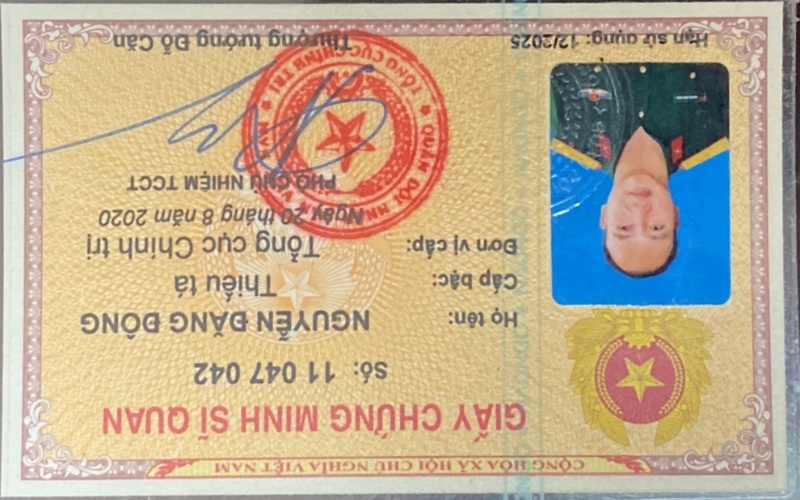 CỘNG HÒA XÃ HỘI CHỦ NGHĨA VIỆT NAM
GIẤY CHỨNG MINH SĨ QUAN
Số: 11 047 042
Họ tên: NGUYỄN ĐĂNG ĐÔNG
Cấp bậc: Thiếu tá
Đơn vị cấp: Tổng cục Chính trị
Ngày 20 tháng 8 năm 2020
PHÓ CHỦ NHIỆM TCCT
QUÂN ĐỘI NHÂN
TỔNG CỤC CHÍNH TRỊ
Hạn sử dụng: 12/2025
Thượng tướng Đỗ Căn